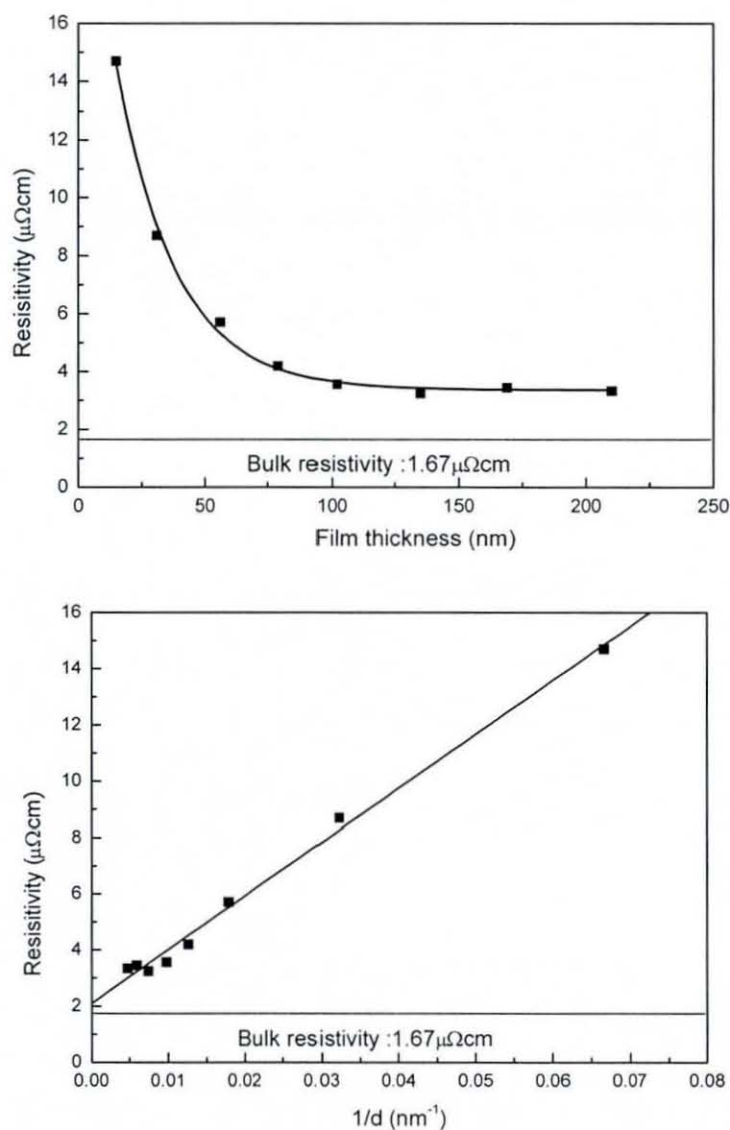 16
14
12
10
8
6
4
2
0
Resisitivity (μΩcm)
Bulk resistivity :1.67μΩcm
0 50 100 150 200 250
Film thickness (nm)
16
14
12
10
8
6
4
2
0
Resisitivity (μΩcm)
Bulk resistivity :1.67μΩcm
0.00 0.01 0.02 0.03 0.04 0.05 0.06 0.07 0.08
1/d (nm⁻¹)